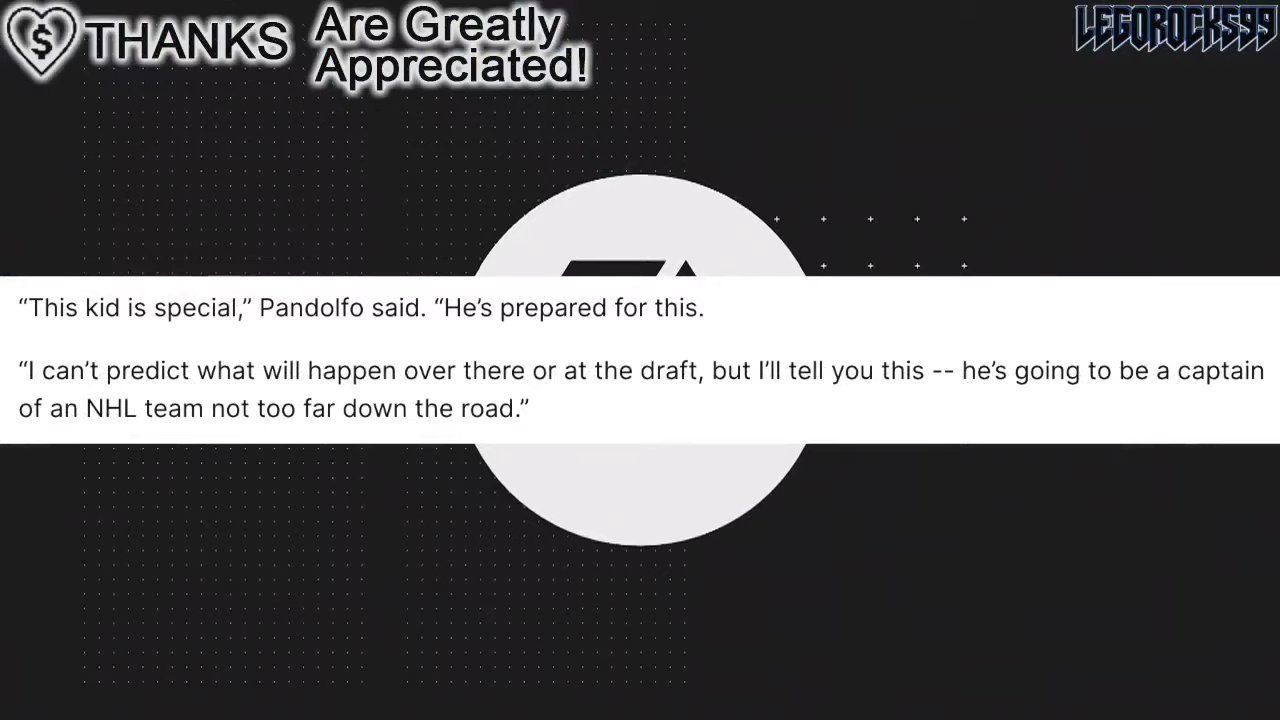 $ THANKS Are Greatly
Appreciated!
LEGOROCKS99
“This kid is special,” Pandolfo said. “He’s prepared for this.
“I can’t predict what will happen over there or at the draft, but I’ll tell you this -- he’s going to be a captain
of an NHL team not too far down the road.”